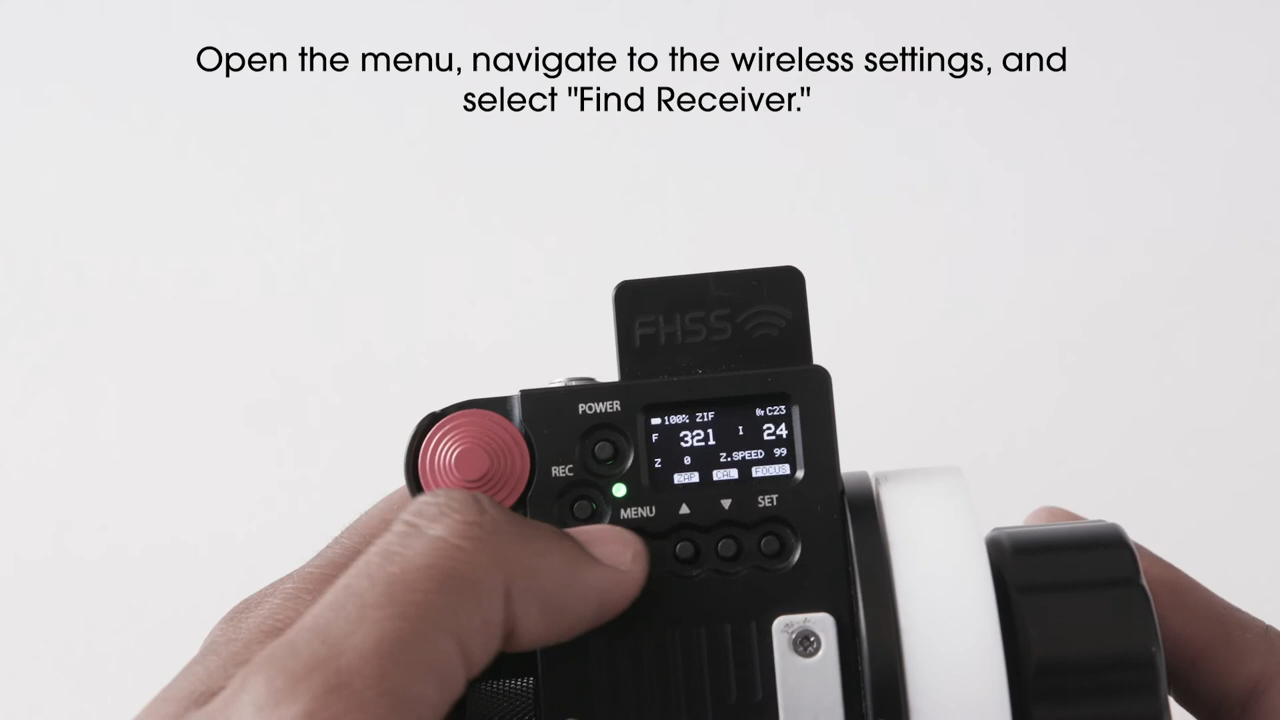 Open the menu, navigate to the wireless settings, and
select "Find Receiver."
FHSS
POWER
100% ZIF C23
F 321 I 24
Z 0 Z.SPEED 99
ZAP CAL FOCUS
REC
MENU ▲ ▼ SET